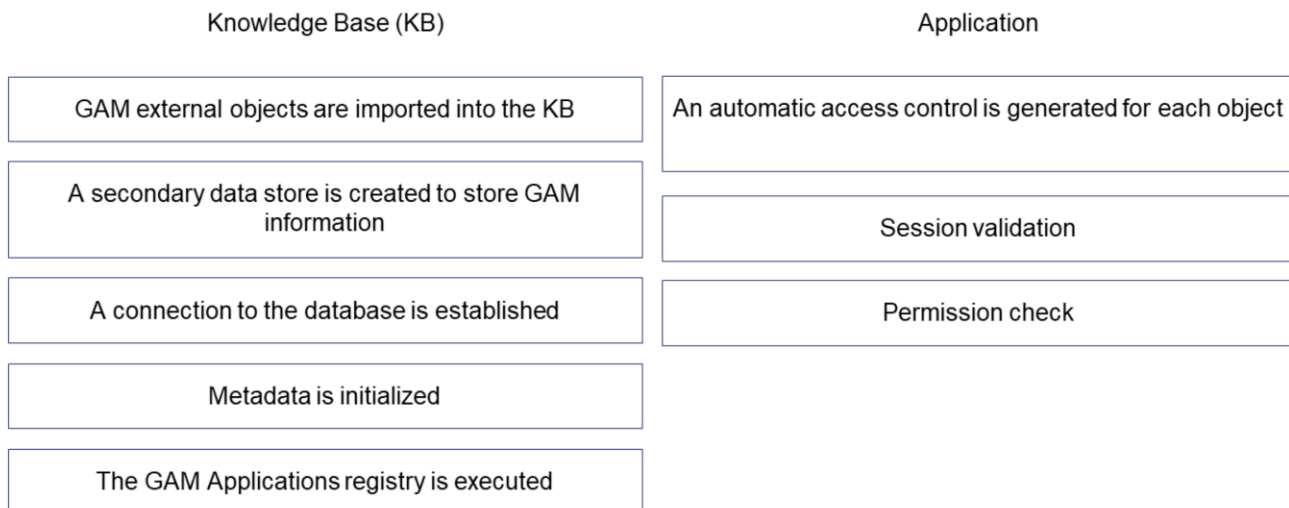 Knowledge Base (KB)
GAM external objects are imported into the KB
A secondary data store is created to store GAM
information
A connection to the database is established
Metadata is initialized
The GAM Applications registry is executed
Application
An automatic access control is generated for each object
Session validation
Permission check